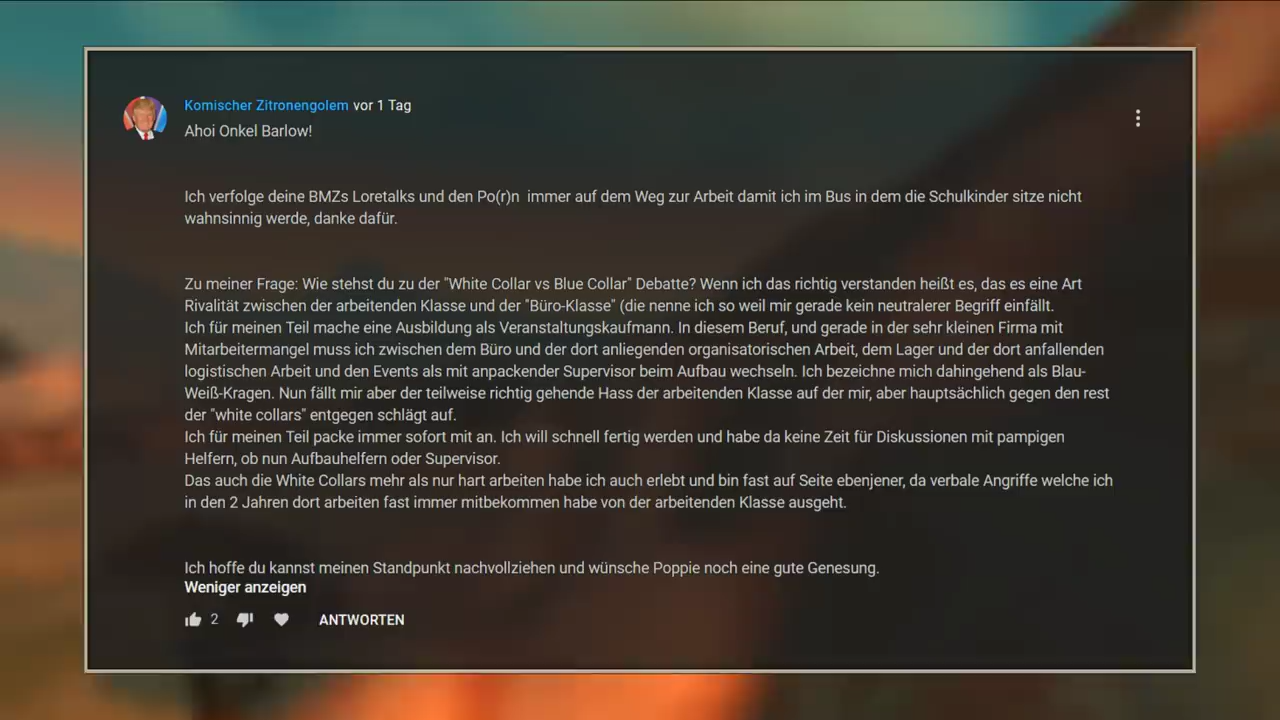 Komischer Zitronengolem vor 1 Tag
Ahoi Onkel Barlow!
Ich verfolge deine BMZs Loretalks und den Po(r)n immer auf dem Weg zur Arbeit damit ich im Bus in dem die Schulkinder sitze nicht
wahnsinnig werde, danke dafür.
Zu meiner Frage: Wie stehst du zu der "White Collar vs Blue Collar" Debatte? Wenn ich das richtig verstanden heißt es, das es eine Art
Rivalität zwischen der arbeitenden Klasse und der "Büro-Klasse" (die nenne ich so weil mir gerade kein neutralerer Begriff einfällt.
Ich für meinen Teil mache eine Ausbildung als Veranstaltungskaufmann. In diesem Beruf, und gerade in der sehr kleinen Firma mit
Mitarbeitermangel muss ich zwischen dem Büro und der dort anliegenden organisatorischen Arbeit, dem Lager und der dort anfallenden
logistischen Arbeit und den Events als mit anpackender Supervisor beim Aufbau wechseln. Ich bezeichne mich dahingehend als Blau-
Weiß-Kragen. Nun fällt mir aber der teilweise richtig gehende Hass der arbeitenden Klasse auf der mir, aber hauptsächlich gegen den rest
der "white collars" entgegen schlägt auf.
Ich für meinen Teil packe immer sofort mit an. Ich will schnell fertig werden und habe da keine Zeit für Diskussionen mit pampigen
Helfern, ob nun Aufbauhelfern oder Supervisor.
Das auch die White Collars mehr als nur hart arbeiten habe ich auch erlebt und bin fast auf Seite ebenjener, da verbale Angriffe welche ich
in den 2 Jahren dort arbeiten fast immer mitbekommen habe von der arbeitenden Klasse ausgeht.
Ich hoffe du kannst meinen Standpunkt nachvollziehen und wünsche Poppie noch eine gute Genesung.
Weniger anzeigen
2 ANTWORTEN